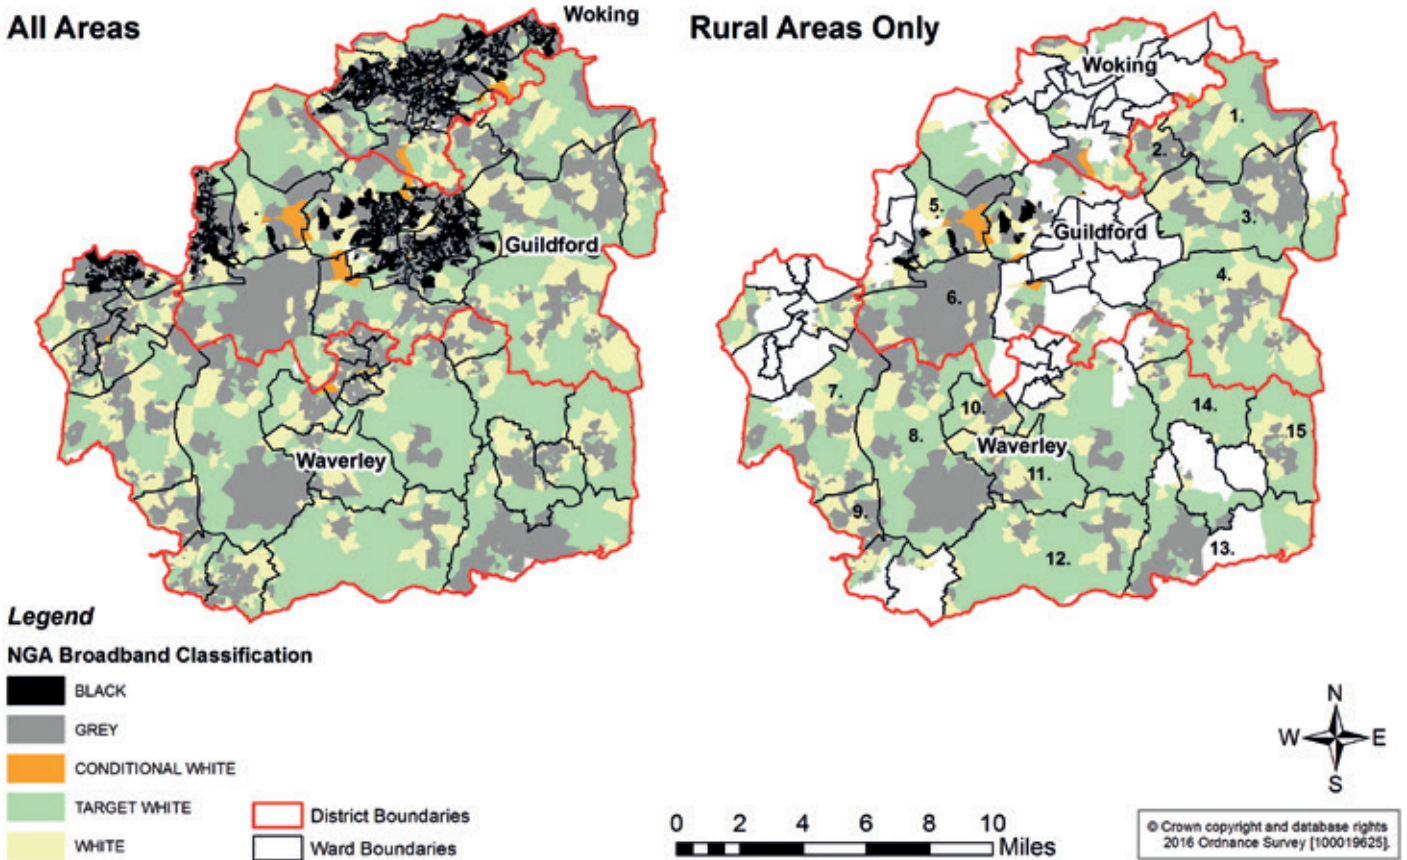 All Areas
Woking
Guildford
Waverley
Rural Areas Only
Woking
1.
2.
3.
5.
Guildford
4.
6.
7.
10.
14.
8.
Waverley
15
11.
9.
13.
12.
Legend
NGA Broadband Classification
BLACK
GREY
CONDITIONAL WHITE
TARGET WHITE
WHITE
District Boundaries
Ward Boundaries
0 2 4 6 8 10
Miles
N
W E
S
© Crown copyright and database rights
2016 Ordnance Survey [100019625].